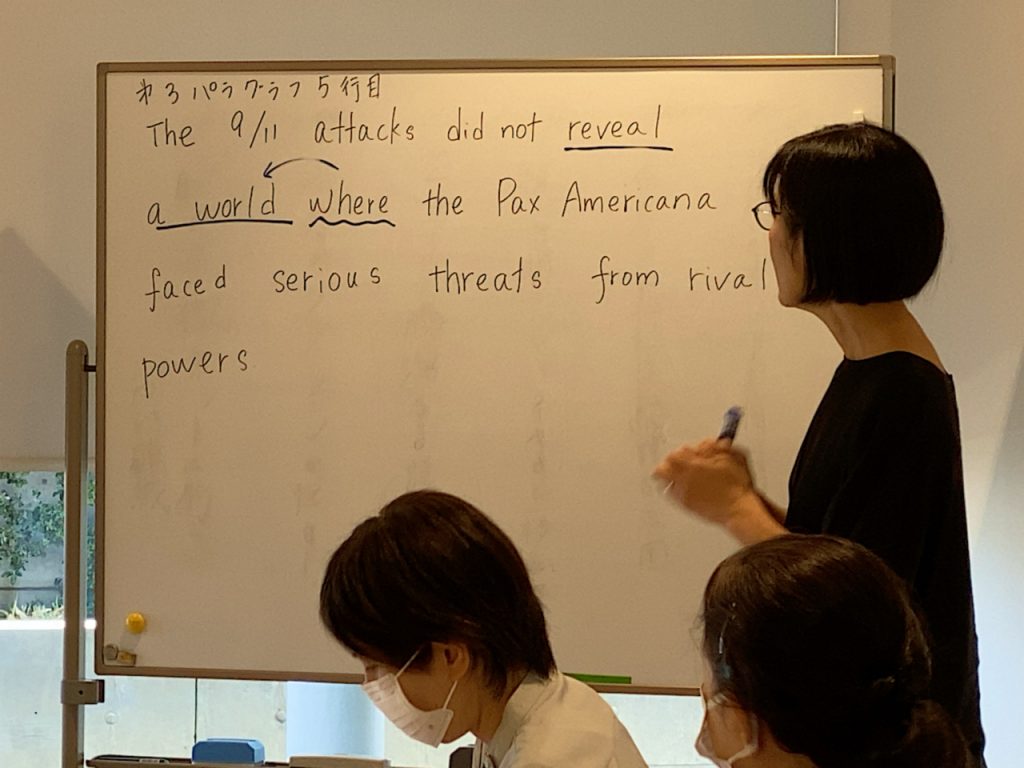 第3パラグラフ5行目
The 9/11 attacks did not reveal
a world where the Pax Americana
faced serious threats from rival
powers